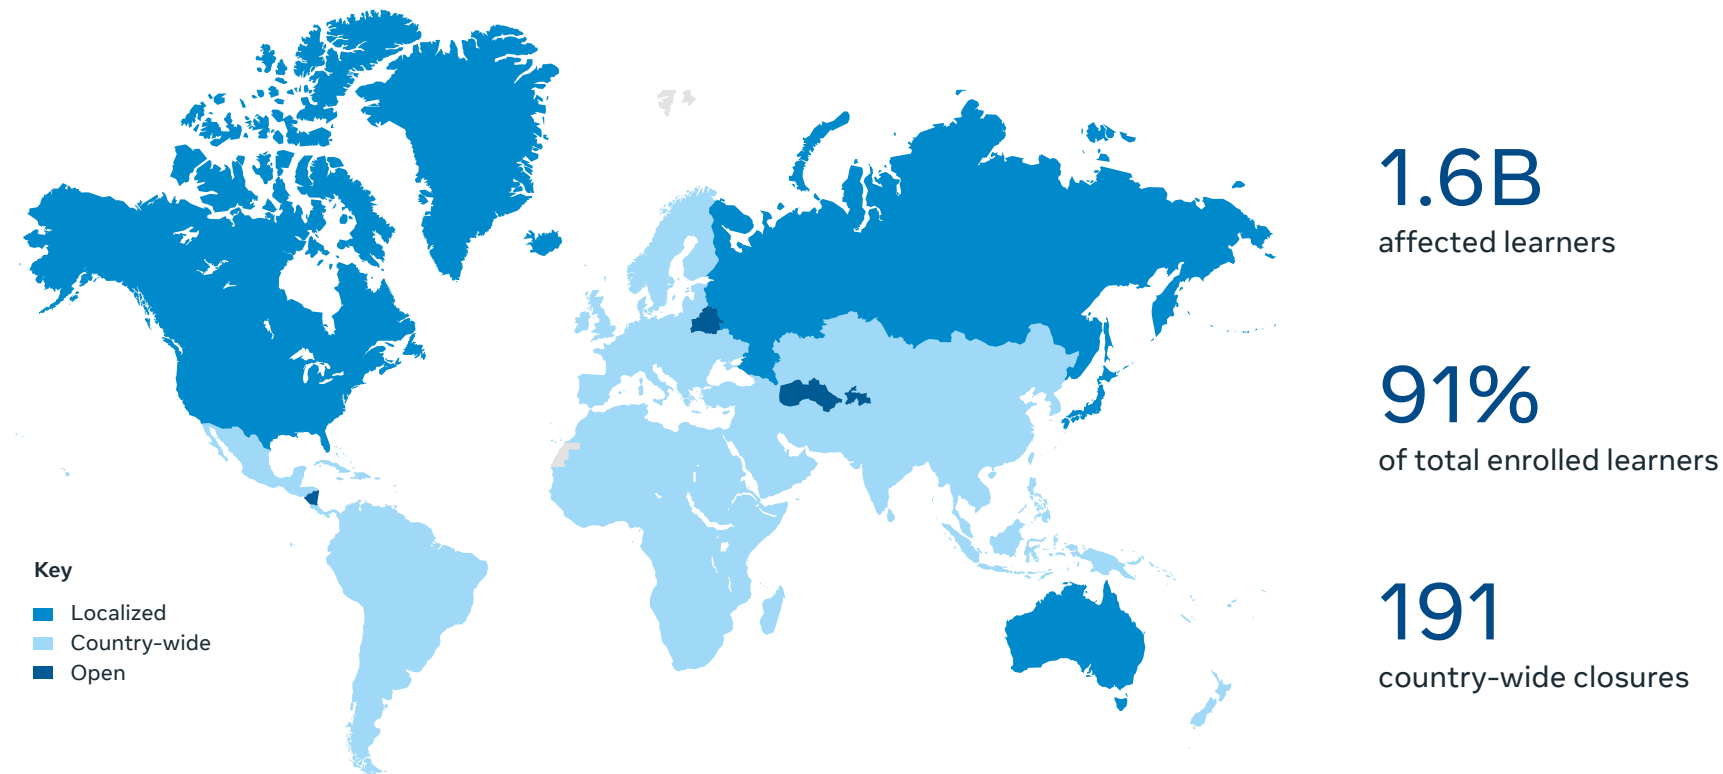 Key
Localized
Country-wide
Open
1.6B
affected learners
91%
of total enrolled learners
191
country-wide closures